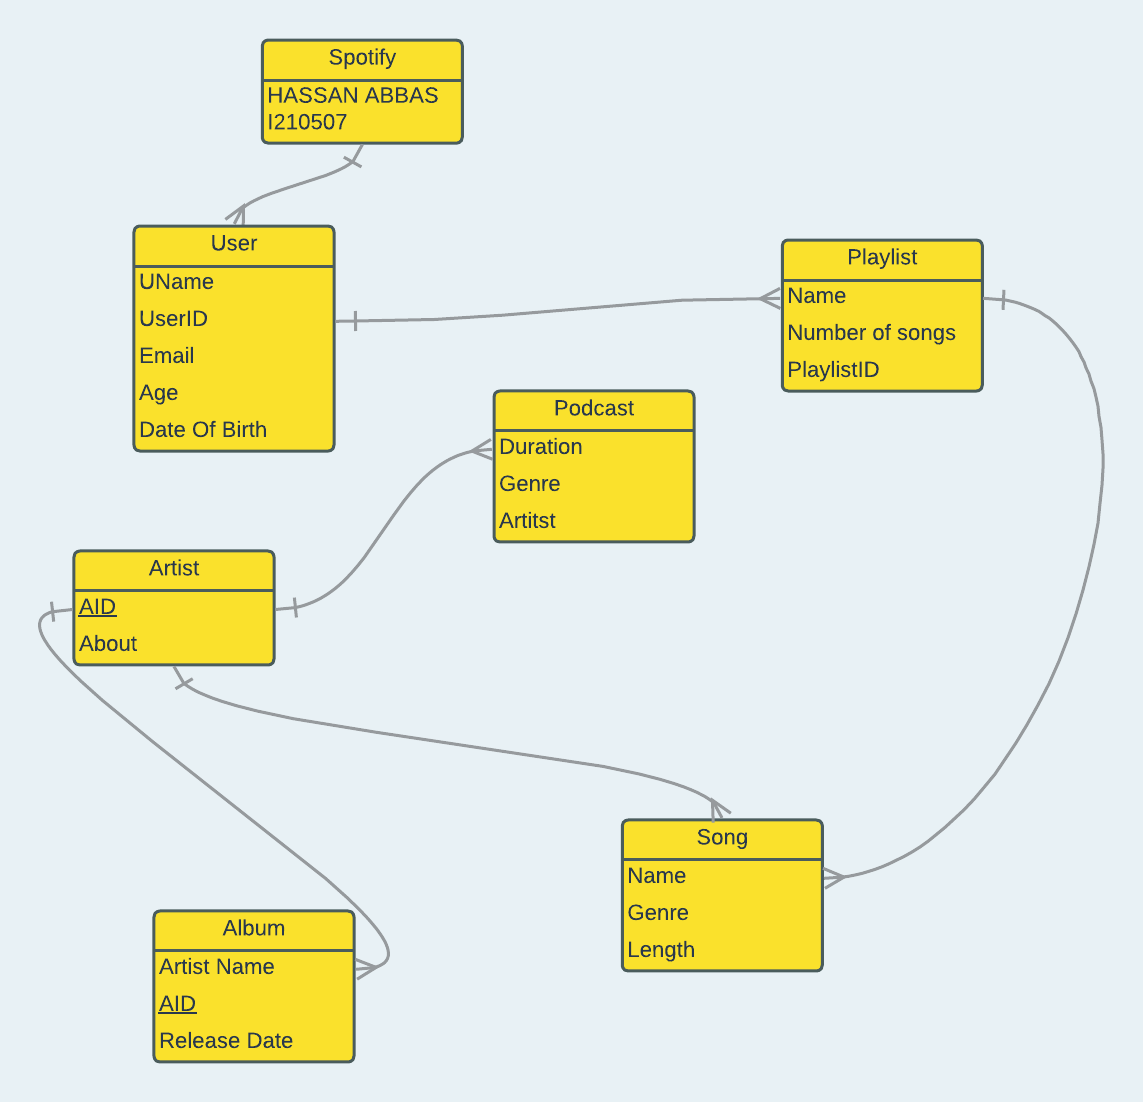 Spotify
HASSAN ABBAS
I210507
User
UName
UserID
Email
Age
Date Of Birth
Playlist
Name
Number of songs
PlaylistID
Podcast
Duration
Genre
Artitst
Artist
AID
About
Song
Name
Genre
Length
Album
Artist Name
AID
Release Date